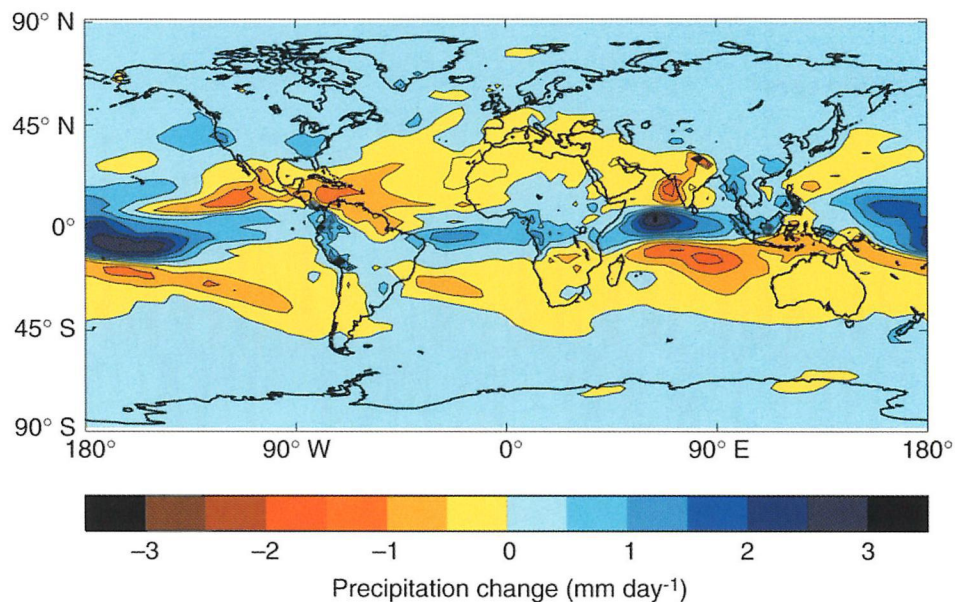 90° N
45° N
0°
45° S
90° S
180° 90° W 0° 90° E 180°
−3 −2 −1 0 1 2 3
Precipitation change (mm day-1)